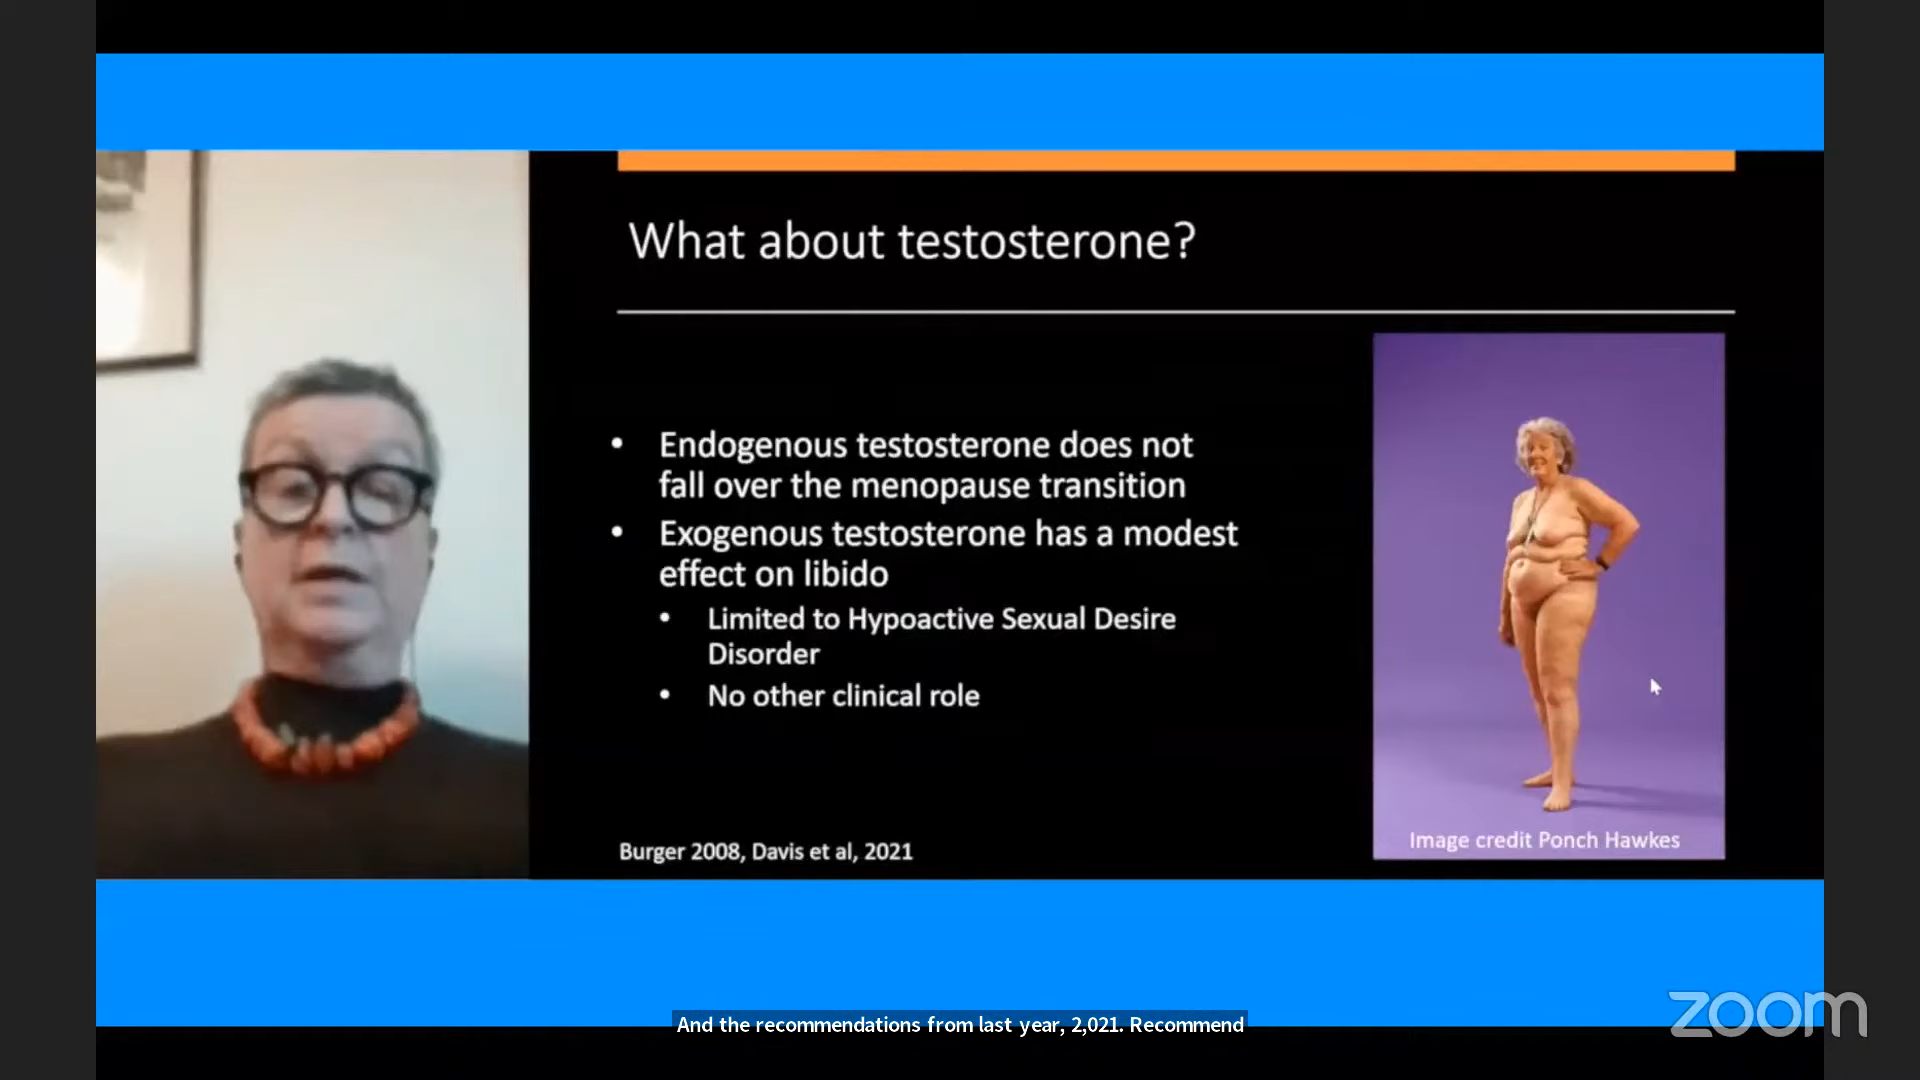 What about testosterone?
• Endogenous testosterone does not
fall over the menopause transition
• Exogenous testosterone has a modest
effect on libido
• Limited to Hypoactive Sexual Desire
Disorder
• No other clinical role
Burger 2008, Davis et al, 2021
Image credit Ponch Hawkes
And the recommendations from last year, 2,021. Recommend
zoom